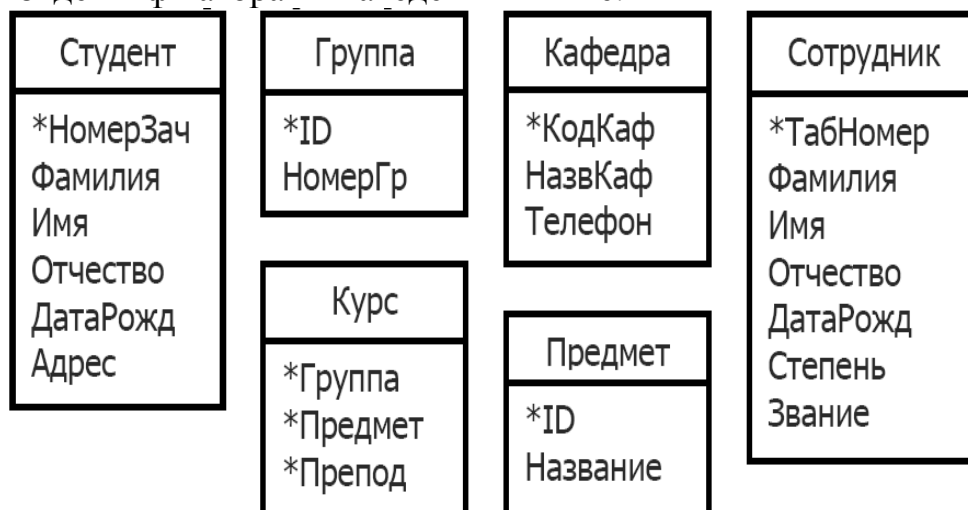 Студент
*НомерЗач
Фамилия
Имя
Отчество
ДатаРожд
Адрес
Группа
*ID
НомерГр
Курс
*Группа
*Предмет
*Препод
Кафедра
*КодКаф
НазвКаф
Телефон
Предмет
*ID
Название
Сотрудник
*ТабНомер
Фамилия
Имя
Отчество
ДатаРожд
Степень
Звание